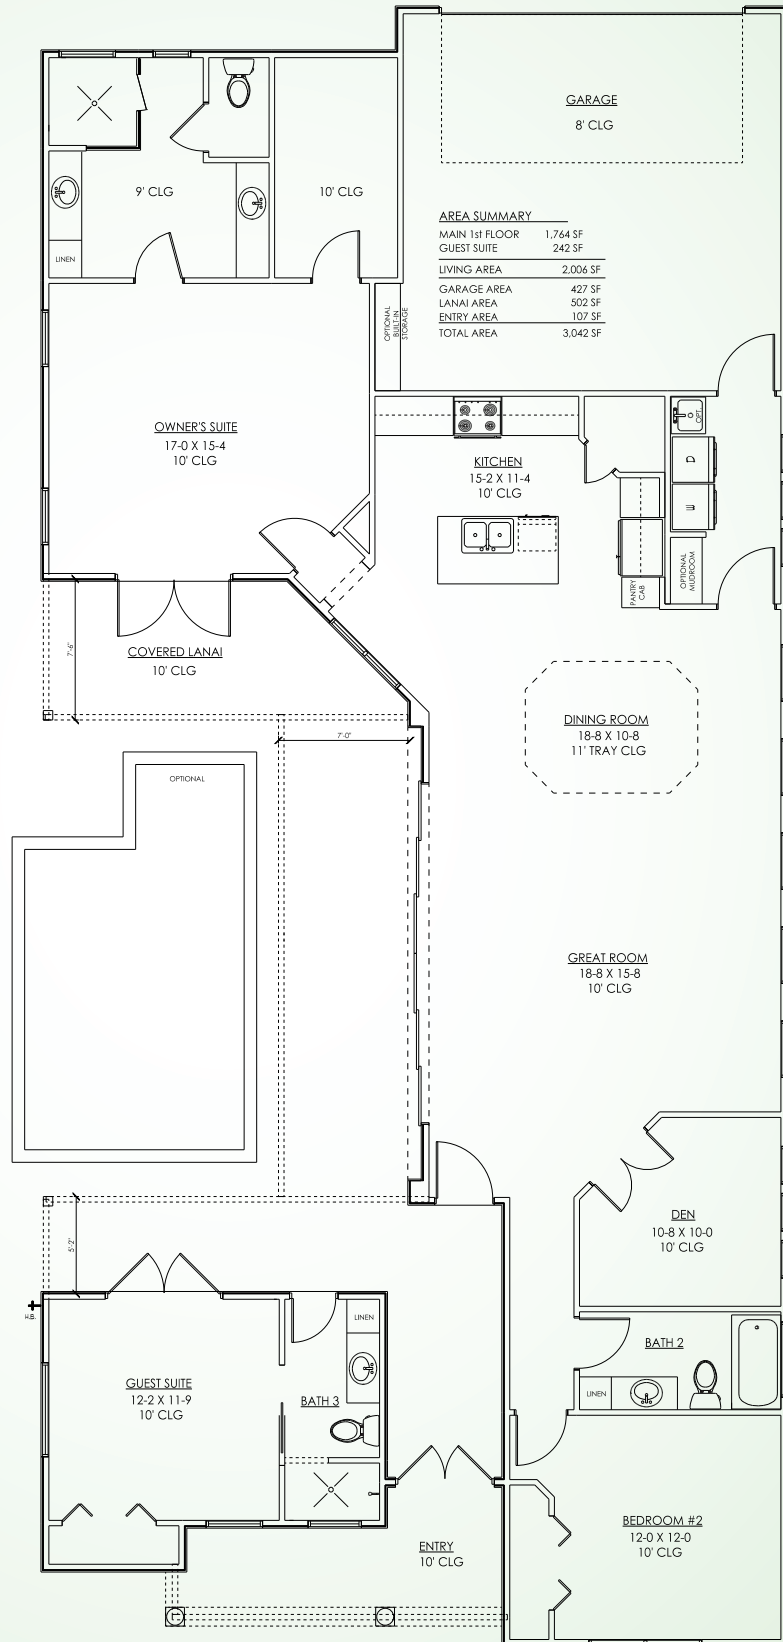 GARAGE
8' CLG
9' CLG
10' CLG
LINEN
AREA SUMMARY
MAIN 1st FLOOR 1,764 SF
GUEST SUITE 242 SF
LIVING AREA 2,006 SF
GARAGE AREA 427 SF
LANAI AREA 502 SF
ENTRY AREA 107 SF
TOTAL AREA 3,042 SF
OPTIONAL
BUILT-IN
STORAGE
OWNER'S SUITE
17-0 X 15-4
10' CLG
KITCHEN
15-2 X 11-4
10' CLG
OPT.
D
W
OPTIONAL
MUDROOM
PANTRY
CAB
7'-6"
COVERED LANAI
10' CLG
7'-0"
DINING ROOM
18-8 X 10-8
11' TRAY CLG
OPTIONAL
GREAT ROOM
18-8 X 15-8
10' CLG
DEN
10-8 X 10-0
10' CLG
5'-2"
H.B.
LINEN
GUEST SUITE
12-2 X 11-9
10' CLG
BATH 3
BATH 2
LINEN
BEDROOM #2
12-0 X 12-0
10' CLG
ENTRY
10' CLG